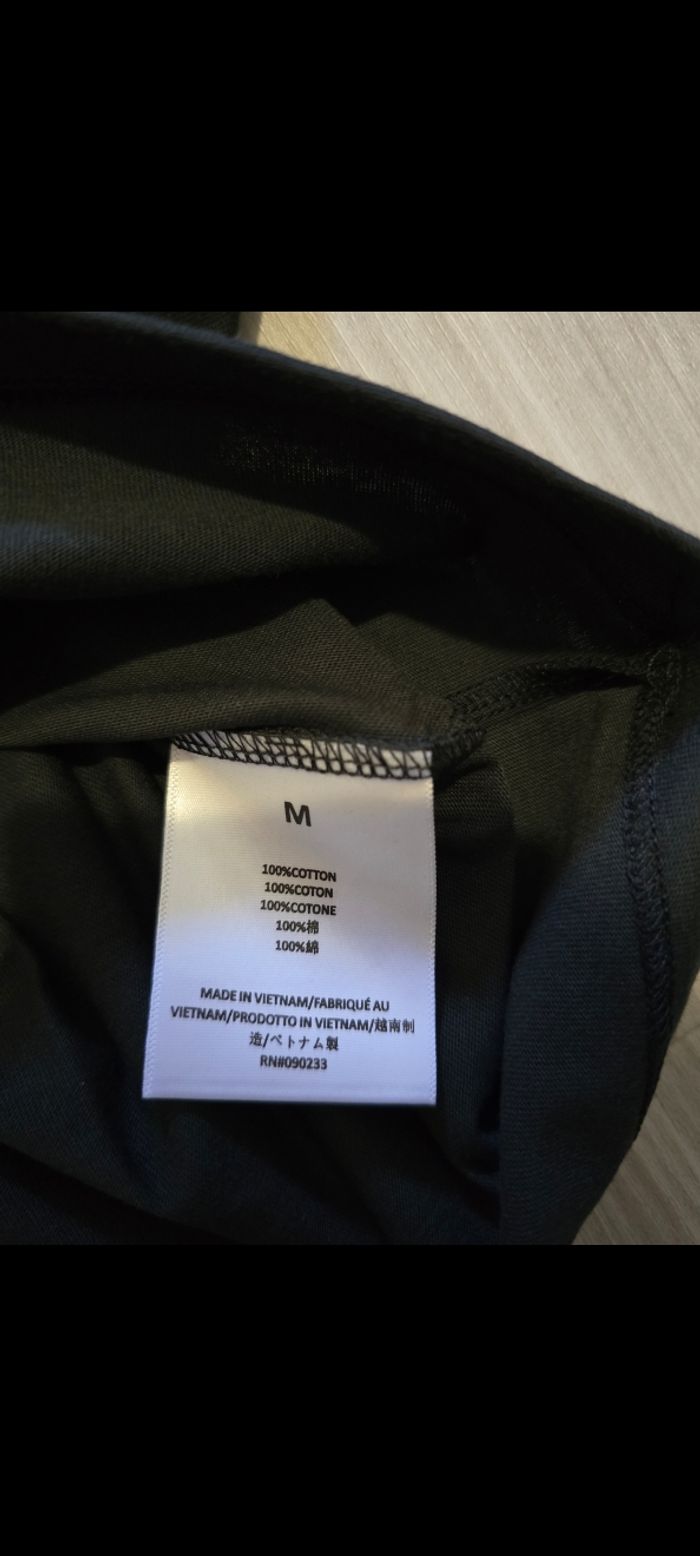 M
100%COTTON
100%COTON
100%COTONE
100%棉
100%綿
MADE IN VIETNAM/FABRIQUÉ AU
VIETNAM/PRODOTTO IN VIETNAM/越南制
造/ベトナム製
RN#090233